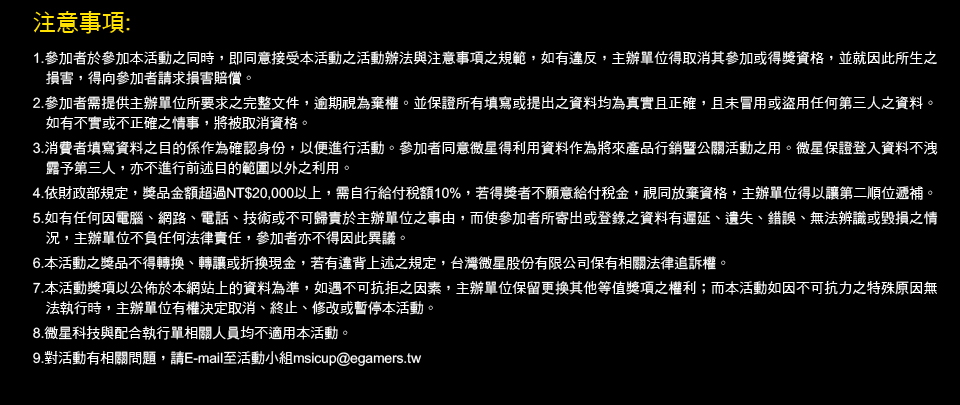 注意事項:
1.參加者於參加本活動之同時，即同意接受本活動之活動辦法與注意事項之規範，如有違反，主辦單位得取消其參加或得獎資格，並就因此所生之
損害，得向參加者請求損害賠償。
2.參加者需提供主辦單位所要求之完整文件，逾期視為棄權。並保證所有填寫或提出之資料均為真實且正確，且未冒用或盜用任何第三人之資料。
如有不實或不正確之情事，將被取消資格。
3.消費者填寫資料之目的係作為確認身份，以便進行活動。參加者同意微星得利用資料作為將來產品行銷暨公關活動之用。微星保證登入資料不洩
露予第三人，亦不進行前述目的範圍以外之利用。
4.依財政部規定，獎品金額超過NT$20,000以上，需自行給付稅額10%，若得獎者不願意給付稅金，視同放棄資格，主辦單位得以讓第二順位遞補。
5.如有任何因電腦、網路、電話、技術或不可歸責於主辦單位之事由，而使參加者所寄出或登錄之資料有遲延、遺失、錯誤、無法辨識或毀損之情
況，主辦單位不負任何法律責任，參加者亦不得因此異議。
6.本活動之獎品不得轉換、轉讓或折換現金，若有違背上述之規定，台灣微星股份有限公司保有相關法律追訴權。
7.本活動獎項以公佈於本網站上的資料為準，如遇不可抗拒之因素，主辦單位保留更換其他等值獎項之權利；而本活動如因不可抗力之特殊原因無
法執行時，主辦單位有權決定取消、終止、修改或暫停本活動。
8.微星科技與配合執行單相關人員均不適用本活動。
9.對活動有相關問題，請E-mail至活動小組msicup@egamers.tw